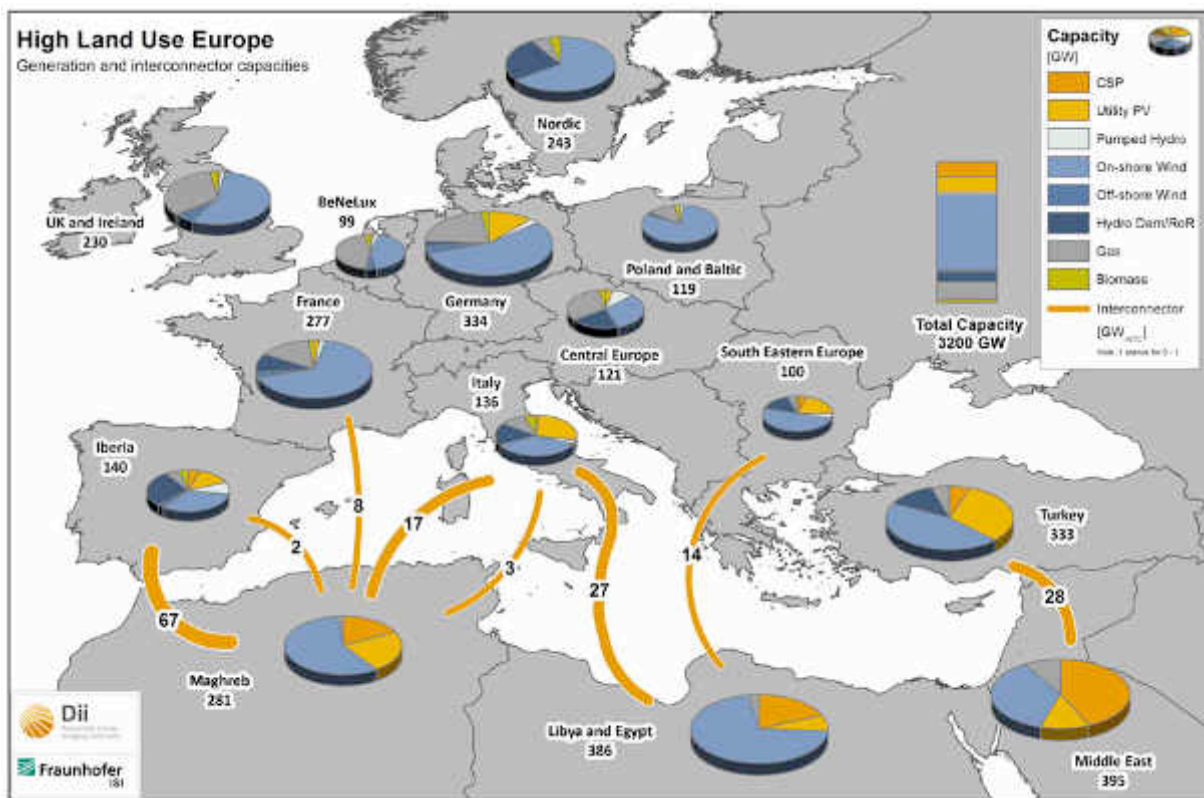 High Land Use Europe
Generation and interconnector capacities
Capacity
[GW]
CSP
Utility PV
Pumped Hydro
On-shore Wind
Off-shore Wind
Hydro Dam/RoR
Gas
Biomass
Interconnector
[GW
Nordic
243
UK and Ireland
230
BeNeLux
99
Germany
334
Poland and Baltic
119
Total Capacity
3200 GW
France
277
Central Europe
121
South Eastern Europe
100
Italy
136
Iberia
140
Turkey
333
8
17
2
3
27
14
28
67
Maghreb
281
Libya and Egypt
386
Middle East
395
Dii
Fraunhofer
ISI